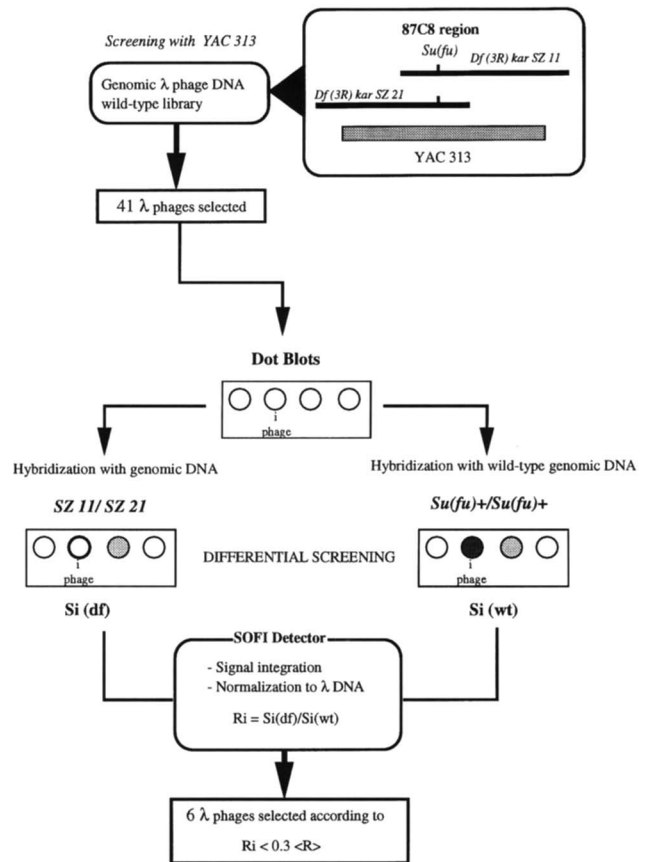 Screening with YAC 313
Genomic λ phage DNA
wild-type library
87C8 region
Su(fu)
Df (3R) kar SZ 11
Df (3R) kar SZ 21
YAC 313
41 λ phages selected
Dot Blots
i
phage
Hybridization with genomic DNA
Hybridization with wild-type genomic DNA
SZ 11/ SZ 21
Su(fu)+/Su(fu)+
i
phage
DIFFERENTIAL SCREENING
i
phage
Si (df)
Si (wt)
SOFI Detector
- Signal integration
- Normalization to λ DNA
Ri = Si(df)/Si(wt)
6 λ phages selected according to
Ri < 0.3 <R>